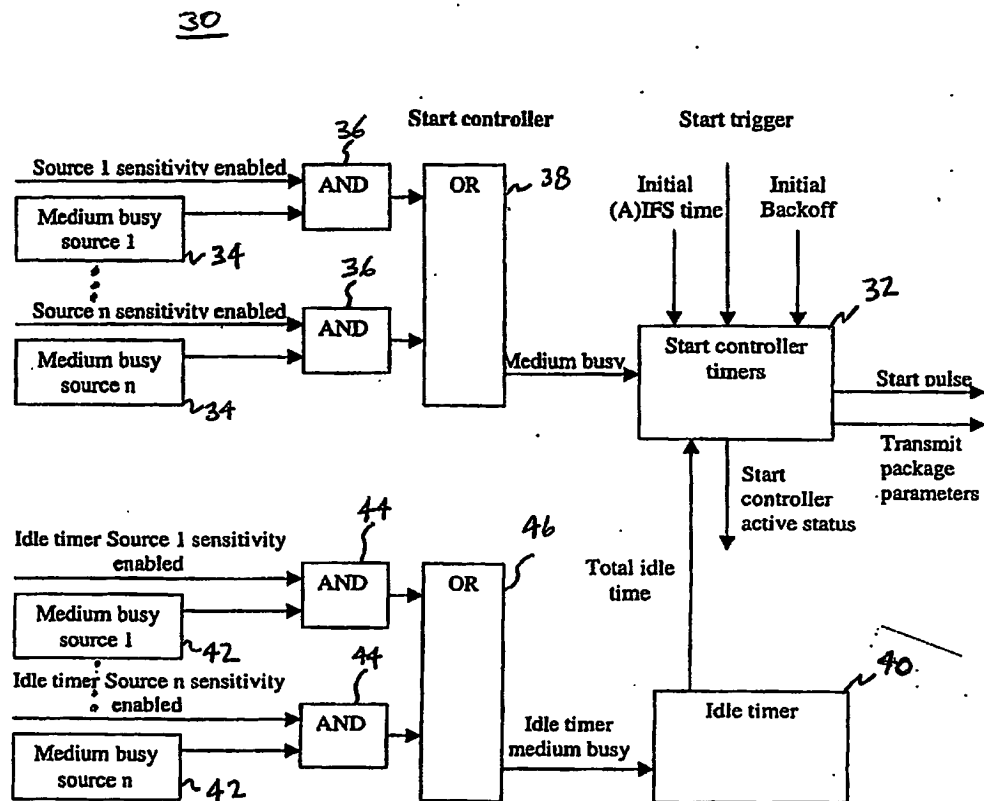 30
Start controller
Start trigger
36
Source 1 sensitivity enabled
AND
OR
38
Initial
(A)IFS time
Initial
Backoff
Medium busy
source 1
34
36
Source n sensitivity enabled
AND
32
Medium busy
source n
34
Medium busy
Start controller
timers
Start pulse
Transmit
package
parameters
Start
controller
active status
44
Idle timer Source 1 sensitivity
enabled
AND
OR
46
Total idle
time
Medium busy
source 1
42
44
Idle timer Source n sensitivity
enabled
AND
40
Idle timer
Idle timer
medium busy
Medium busy
source n
42